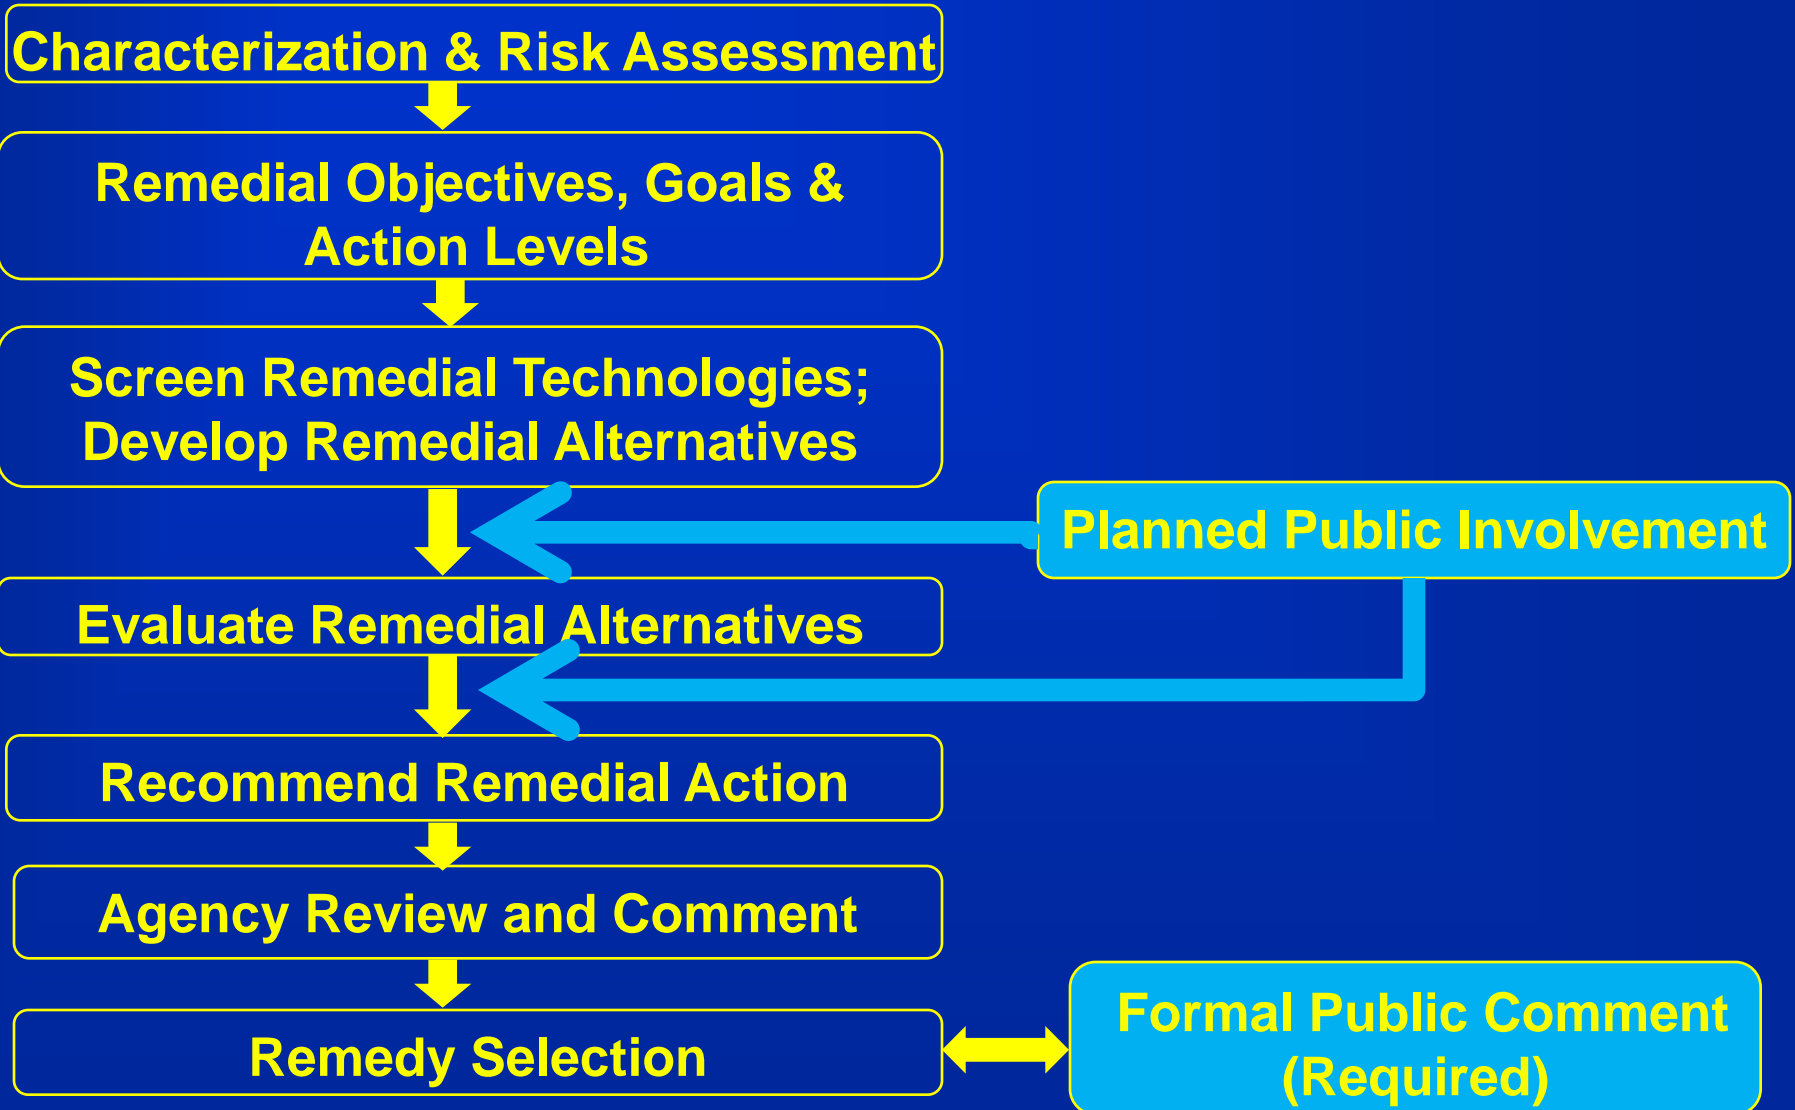 Characterization & Risk Assessment
Remedial Objectives, Goals &
Action Levels
Screen Remedial Technologies;
Develop Remedial Alternatives
Planned Public Involvement
Evaluate Remedial Alternatives
Recommend Remedial Action
Agency Review and Comment
Remedy Selection
Formal Public Comment
(Required)